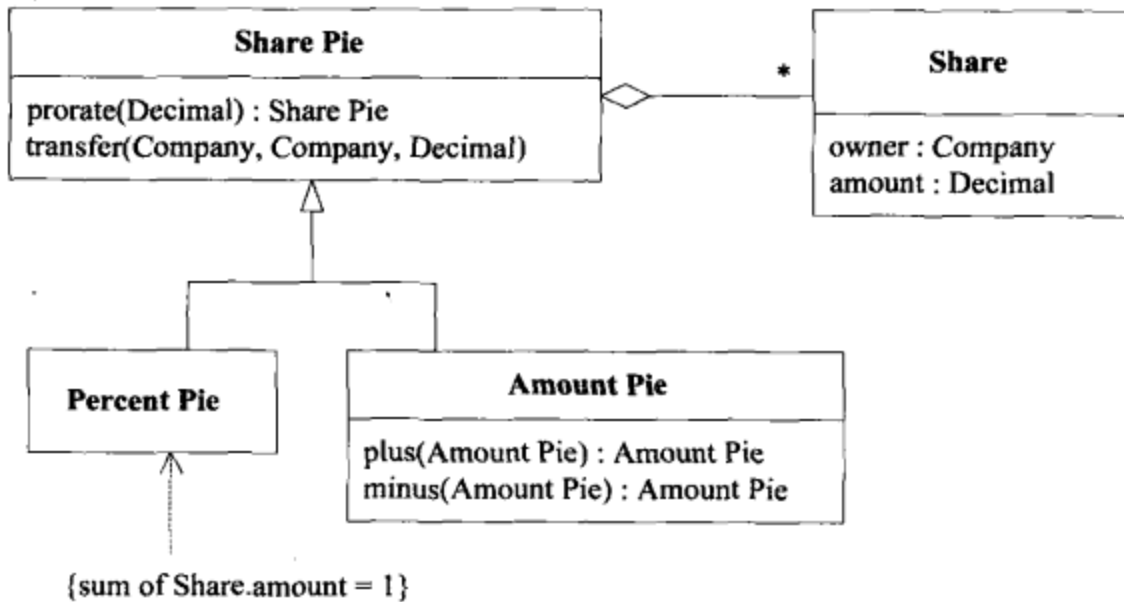 Share Pie
prorate(Decimal) : Share Pie
transfer(Company, Company, Decimal)
*
Share
owner : Company
amount : Decimal
Percent Pie
Amount Pie
plus(Amount Pie) : Amount Pie
minus(Amount Pie) : Amount Pie
{sum of Share.amount = 1}